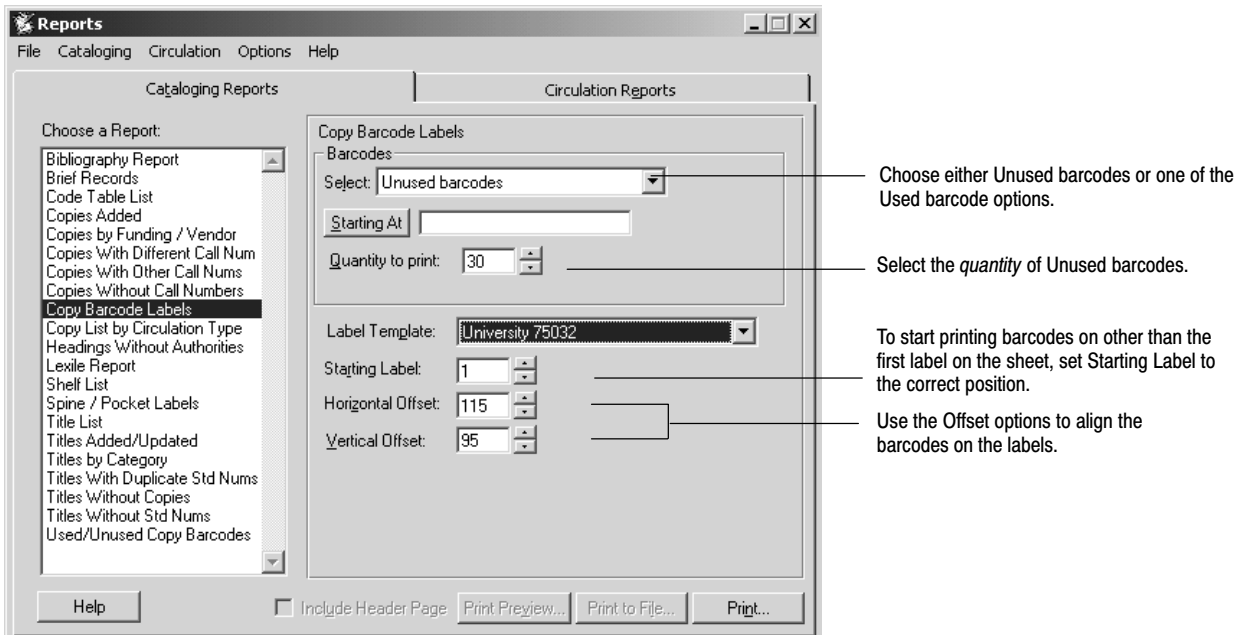 Reports
File Cataloging Circulation Options Help
Cataloging Reports
Circulation Reports
Choose a Report:
Bibliography Report
Brief Records
Code Table List
Copies Added
Copies by Funding / Vendor
Copies With Different Call Num
Copies With Other Call Nums
Copies Without Call Numbers
Copy Barcode Labels
Copy List by Circulation Type
Headings Without Authorities
Lexile Report
Shelf List
Spine / Pocket Labels
Title List
Titles Added/Updated
Titles by Category
Titles With Duplicate Std Nums
Titles Without Copies
Titles Without Std Nums
Used/Unused Copy Barcodes
Copy Barcode Labels
Barcodes
Select: Unused barcodes
Starting At
Quantity to print: 30
Label Template: University 75032
Starting Label: 1
Horizontal Offset: 115
Vertical Offset: 95
Help
Include Header Page
Print Preview...
Print to File...
Print...
Choose either Unused barcodes or one of the
Used barcode options.
Select the quantity of Unused barcodes.
To start printing barcodes on other than the
first label on the sheet, set Starting Label to
the correct position.
Use the Offset options to align the
barcodes on the labels.